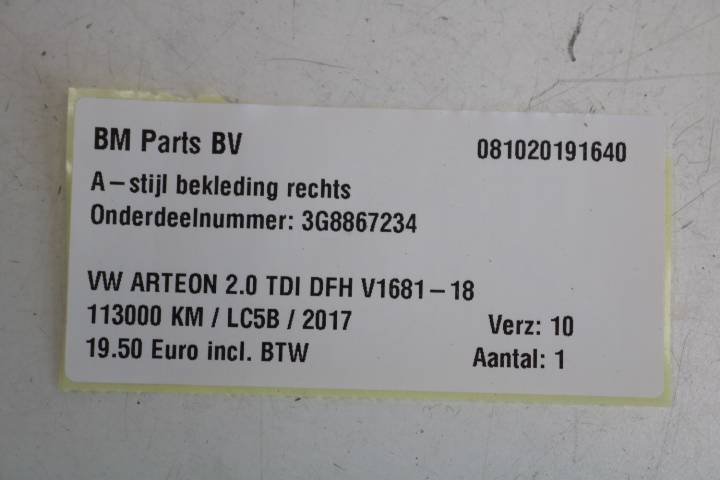 BM Parts BV 081020191640
A-stijl bekleding rechts
Onderdeelnummer: 3G8867234
VW ARTEON 2.0 TDI DFH V1681-18
113000 KM / LC5B / 2017 Verz: 10
19.50 Euro incl. BTW Aantal: 1